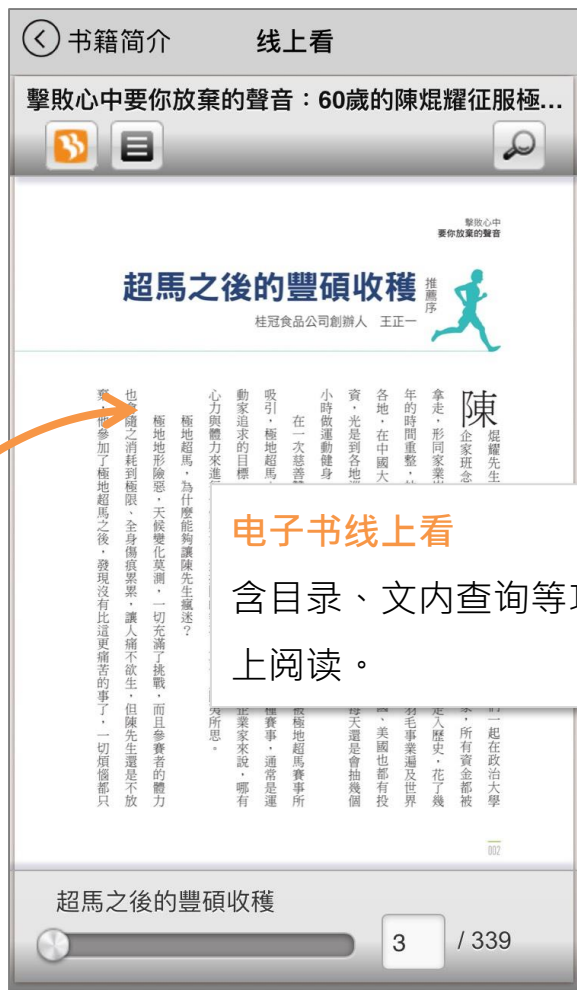 书籍简介 线上看
擊敗心中要你放棄的聲音：60歲的陳焜耀征服極...
擊敗心中
要你放棄的聲音
超馬之後的豐碩收穫
推薦序
桂冠食品公司創辦人 王正一
陳焜耀先生 一起在政治大學
企家班念 ，所有資金都被
拿走，形同家業 走入歷史，花了幾
年的時間重整， 羽毛事業遍及世界
各地，在中國大 、美國也都有投
資，光是到各地 每天還是會抽幾個
小時做運動健身
在一次慈善 被極地超馬賽事所
吸引，極地超馬 種賽事，通常是運
動家追求的目標 企業家來說，哪有
心力與體力來進 夷所思。
極地超馬，為什麼能夠讓陳先生瘋迷？
極地地形險惡，天候變化莫測，一切充滿了挑戰，而且參賽者的體力
也會隨之消耗到極限、全身傷痕累累，讓人痛不欲生，但陳先生還是不放
棄，他參加了極地超馬之後，發現沒有比這更痛苦的事了，一切煩惱都只
电子书线上看
含目录、文内查询等
上阅读。
002
超馬之後的豐碩收穫
3 / 339